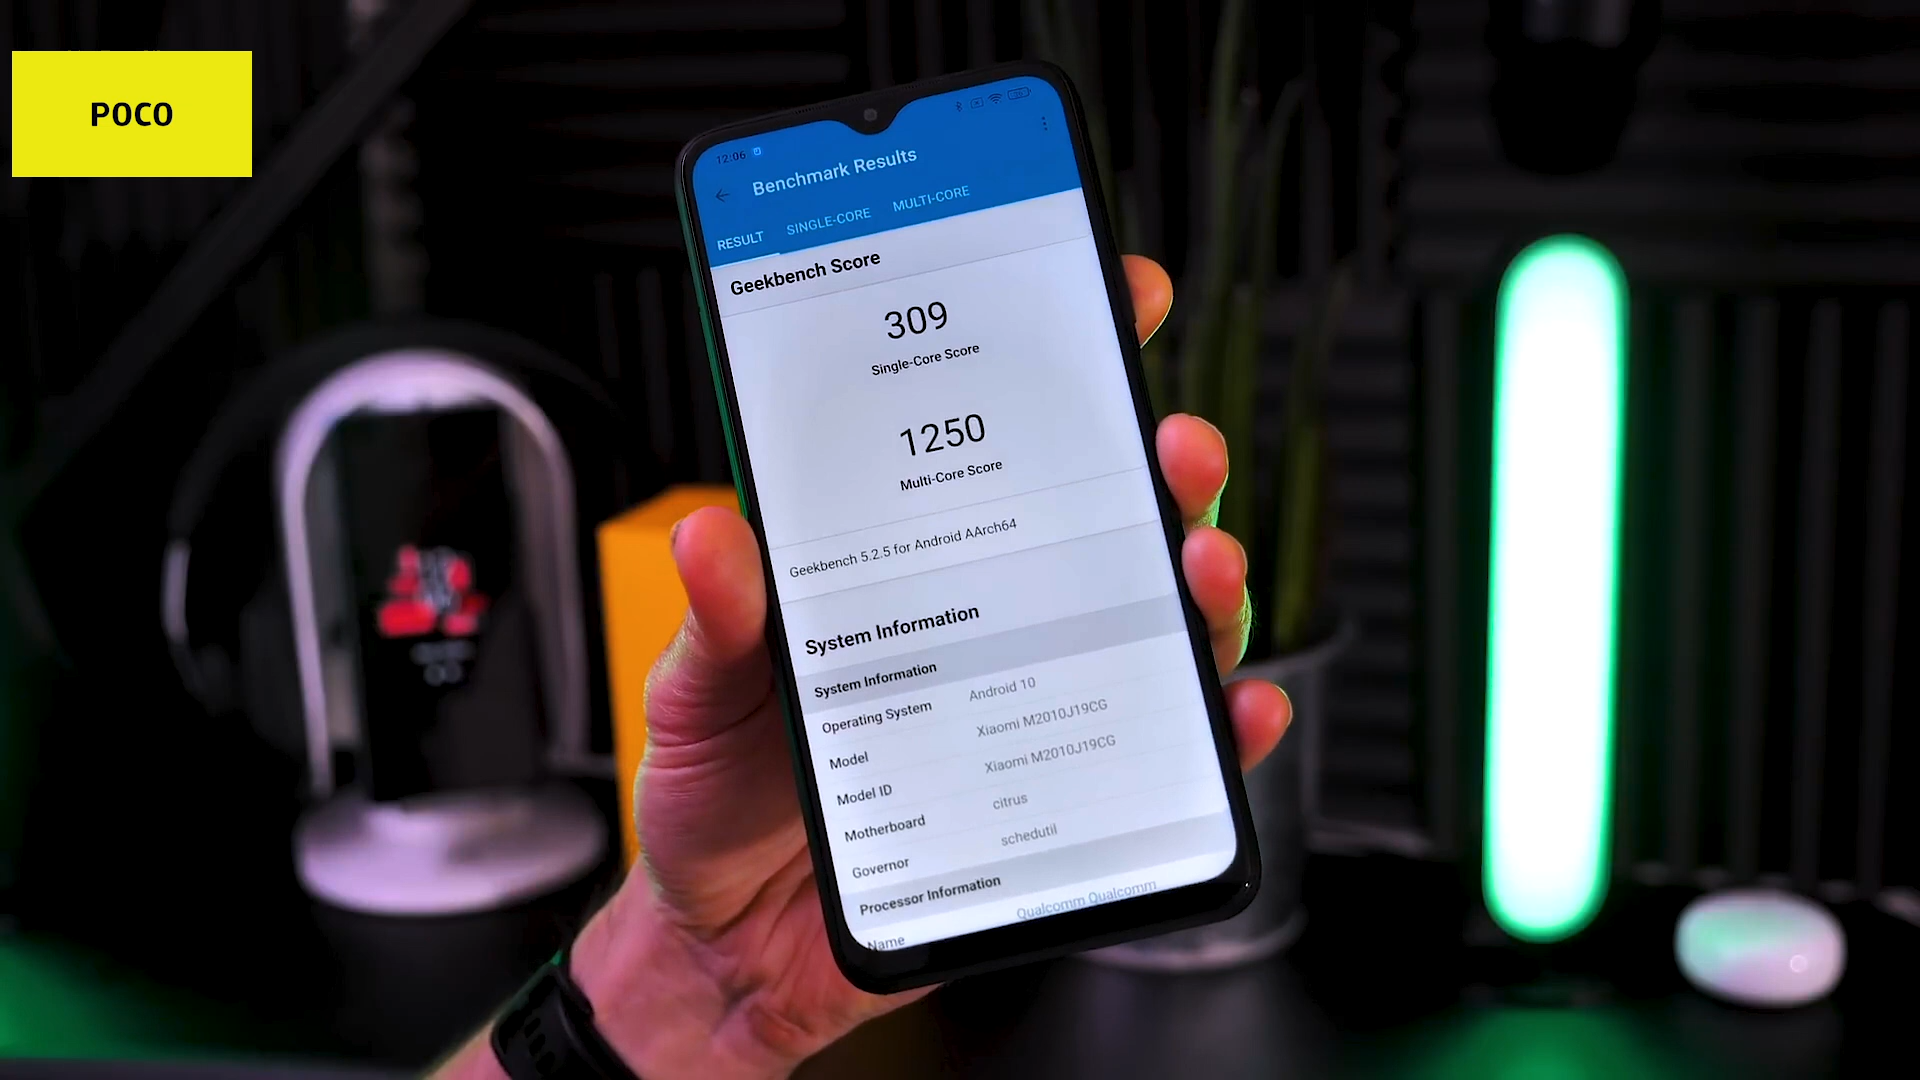 POCO
12:06
Benchmark Results
RESULT SINGLE-CORE MULTI-CORE
Geekbench Score
309
Single-Core Score
1250
Multi-Core Score
Geekbench 5.2.5 for Android AArch64
System Information
System Information
Operating System Android 10
Model Xiaomi M2010J19CG
Model ID Xiaomi M2010J19CG
Motherboard citrus
Governor schedutil
Processor Information
Name Qualcomm Qualcomm